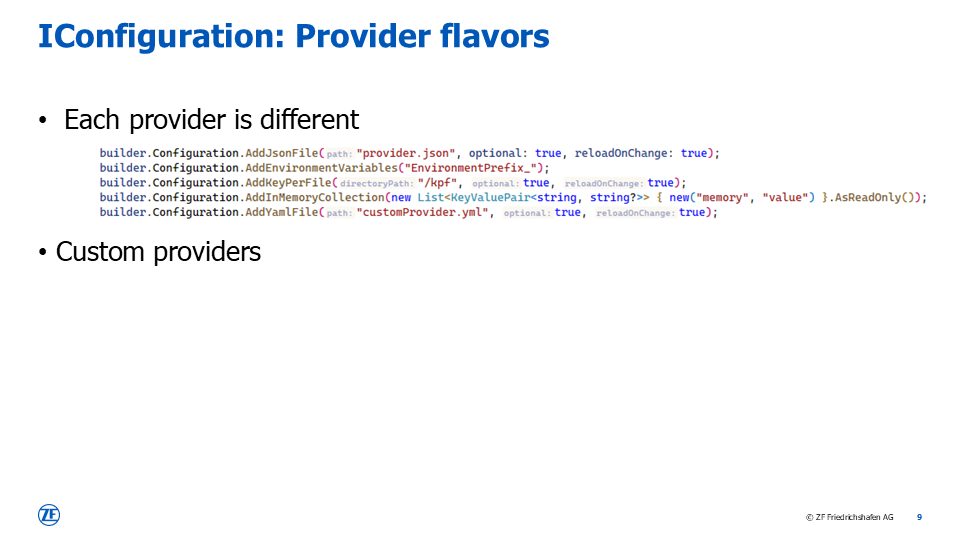 IConfiguration: Provider flavors
• Each provider is different
builder.Configuration.AddJsonFile(path: "provider.json", optional: true, reloadOnChange: true);
builder.Configuration.AddEnvironmentVariables("EnvironmentPrefix_");
builder.Configuration.AddKeyPerFile(directoryPath: "/kpf", optional: true, reloadOnChange: true);
builder.Configuration.AddInMemoryCollection(new List<KeyValuePair<string, string?>> { new("memory", "value") }.AsReadOnly());
builder.Configuration.AddYamlFile(path: "customProvider.yml", optional: true, reloadOnChange: true);
• Custom providers
ZF
© ZF Friedrichshafen AG 9